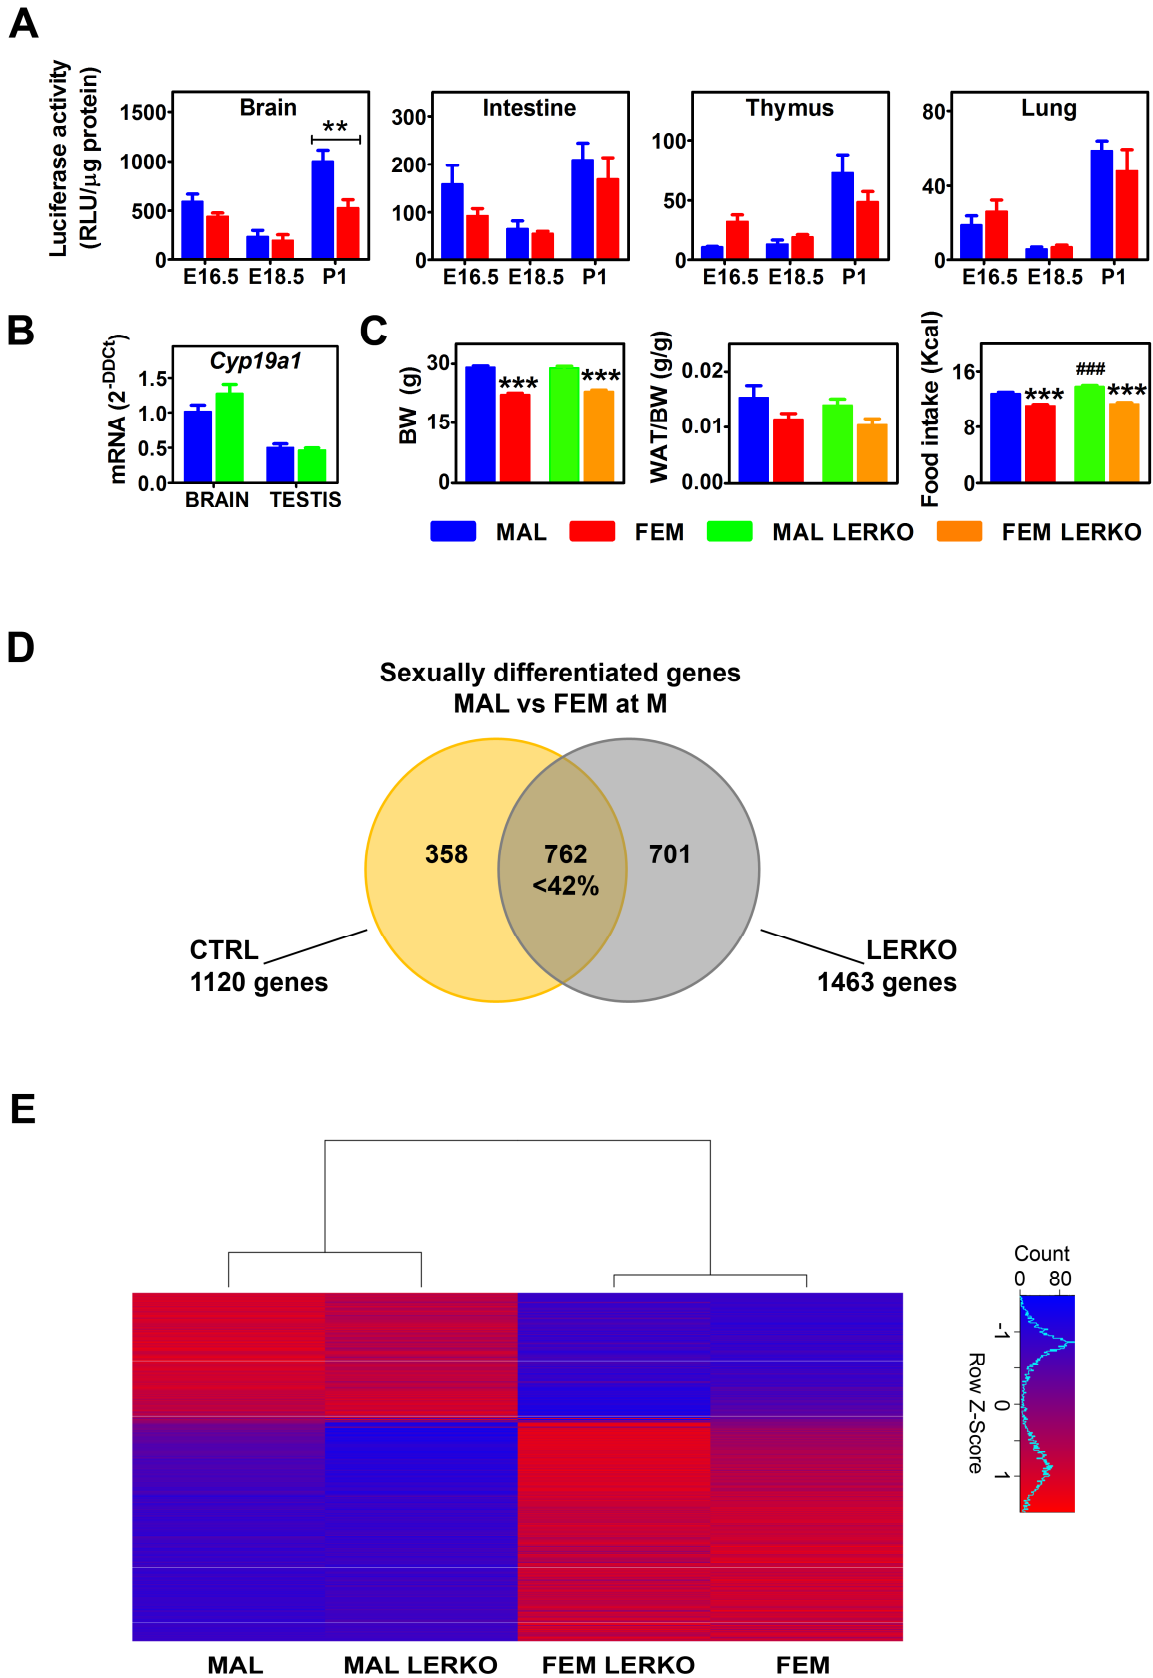 A
Luciferase activity
(RLU/µg protein)
Brain
1500
1000
500
0
**
E16.5 E18.5 P1
Intestine
300
200
100
0
E16.5 E18.5 P1
Thymus
100
50
0
E16.5 E18.5 P1
Lung
80
40
0
E16.5 E18.5 P1
B
mRNA (2-DDCt)
Cyp19a1
1.5
1.0
0.5
0.0
BRAIN TESTIS
C
BW (g)
30
15
0
*** ***
WAT/BW (g/g)
0.02
0.01
0.00
Food intake (Kcal)
16
8
0
*** ### ***
MAL FEM MAL LERKO FEM LERKO
D
Sexually differentiated genes
MAL vs FEM at M
358 762 701
<42%
CTRL LERKO
1120 genes 1463 genes
E
Count
0 80
-1
0
1
Row Z-Score
MAL MAL LERKO FEM LERKO FEM